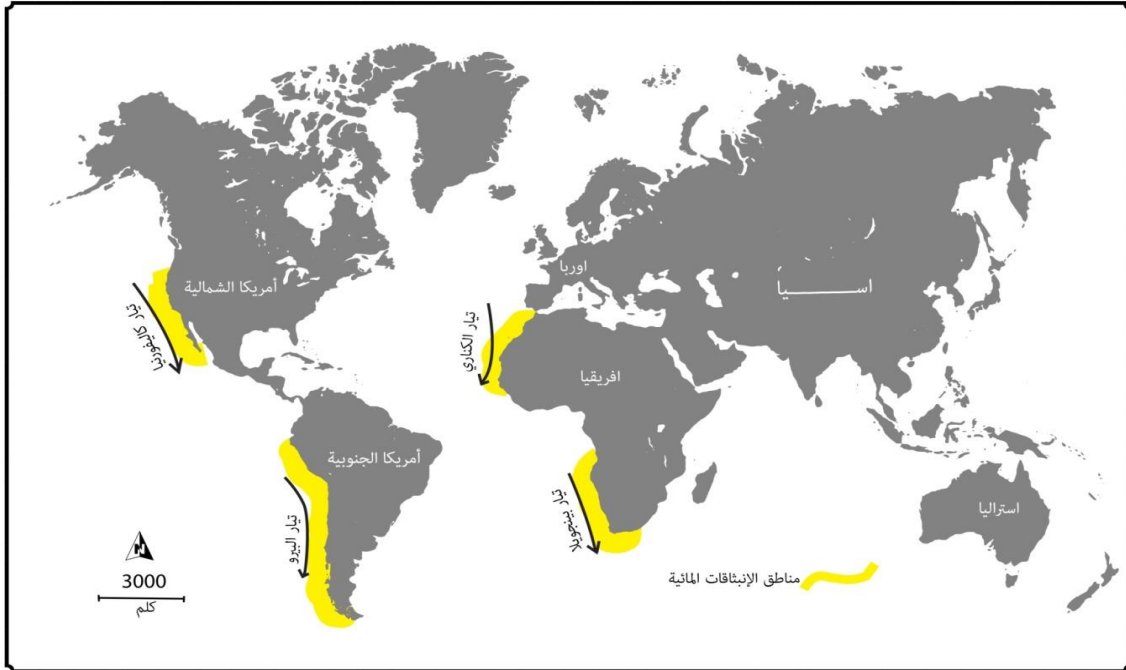 أمريكا الشمالية
اوربا
اســـــــيا
تيار كاليفورنيا
تيار الكناري
افريقيا
أمريكا الجنوبية
تيار البيرو
تيار بينجويلا
استراليا
مناطق الإنبثاقات المائية
3000
كلم